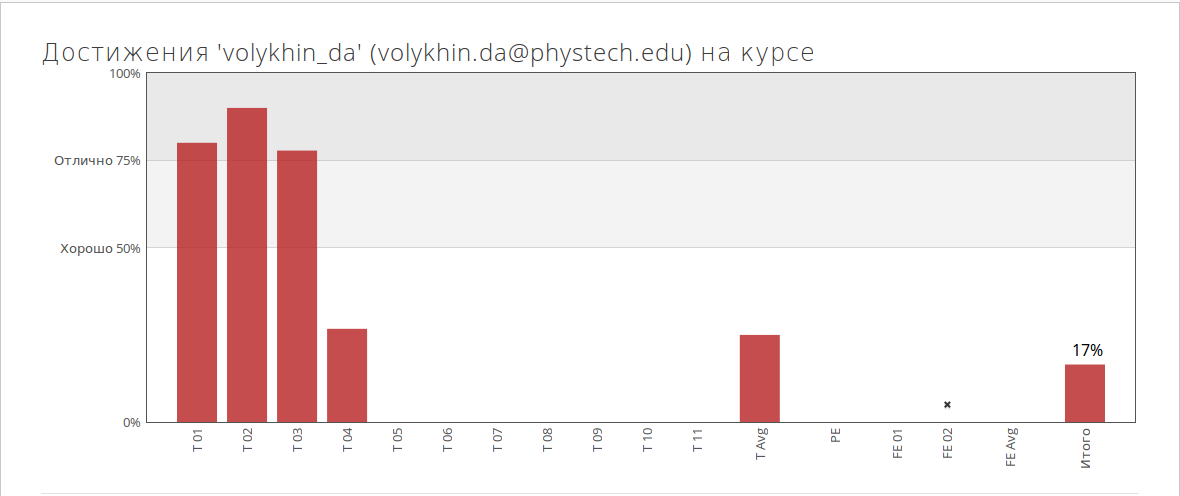 Достижения 'volykhin_da' (volykhin.da@phystech.edu) на курсе
100%
Отлично 75%
Хорошо 50%
0%
17%
T 01
T 02
T 03
T 04
T 05
T 06
T 07
T 08
T 09
T 10
T 11
T Avg
PE
FE 01
FE 02
FE Avg
Итого